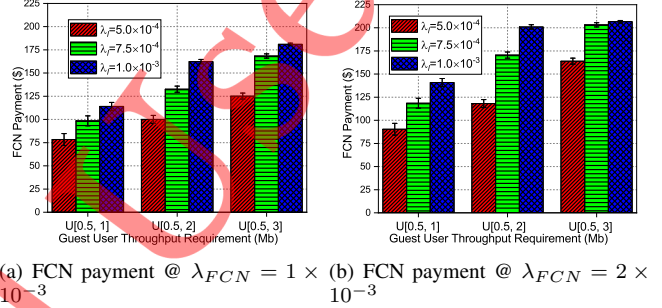 225
200
175
150
125
100
75
50
25
0
FCN Payment ($)
λf=5.0×10-4
λf=7.5×10-4
λf=1.0×10-3
U[0.5, 1] U[0.5, 2] U[0.5, 3]
Guest User Throughput Requirement (Mb)
225
200
175
150
125
100
75
50
25
0
FCN Payment ($)
λf=5.0×10-4
λf=7.5×10-4
λf=1.0×10-3
U[0.5, 1] U[0.5, 2] U[0.5, 3]
Guest User Throughput Requirement (Mb)
(a) FCN payment @ λFCN = 1 ×
10−3
(b) FCN payment @ λFCN = 2 ×
10−3